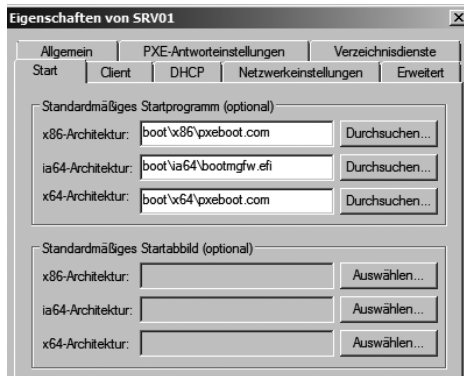 Eigenschaften von SRV01
Allgemein PXE-Antworteinstellungen Verzeichnisdienste
Start Client DHCP Netzwerkeinstellungen Erweitert
Standardmäßiges Startprogramm (optional)
x86-Architektur: boot\x86\pxeboot.com Durchsuchen...
ia64-Architektur: boot\ia64\bootmgfw.efi Durchsuchen...
x64-Architektur: boot\x64\pxeboot.com Durchsuchen...
Standardmäßiges Startabbild (optional)
x86-Architektur: Auswählen...
ia64-Architektur: Auswählen...
x64-Architektur: Auswählen...